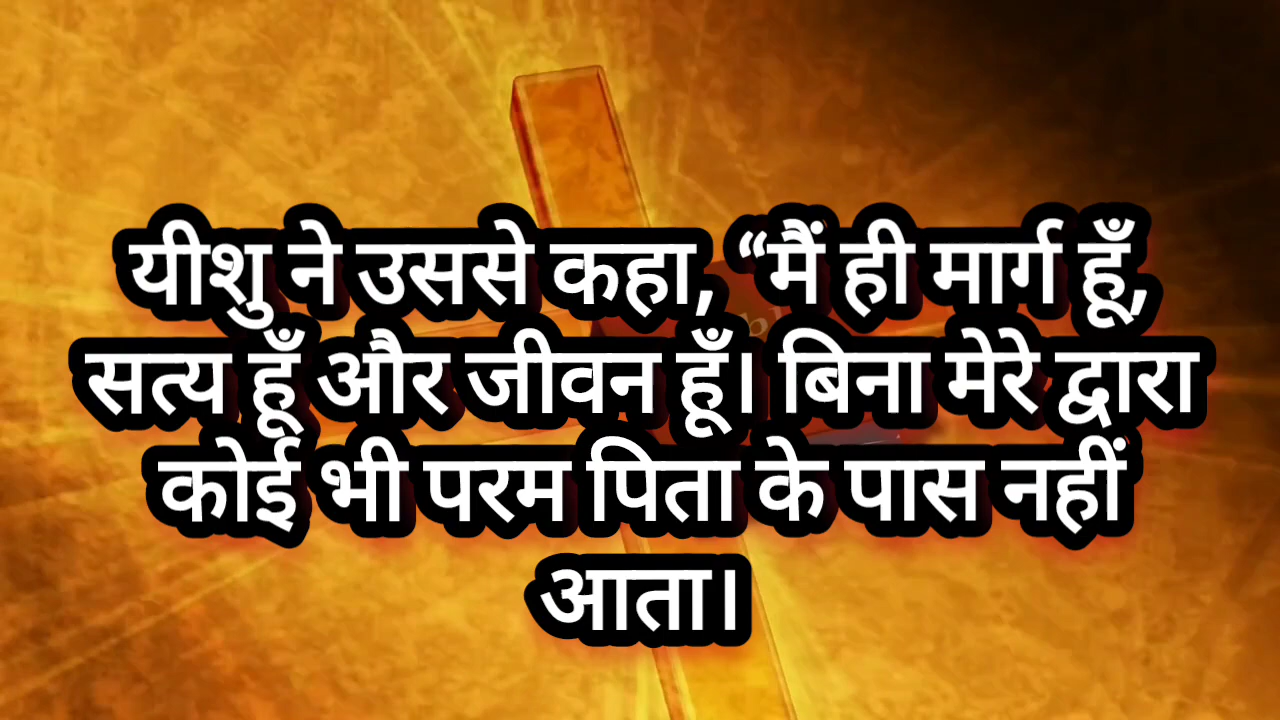 यीशु ने उससे कहा, “मैं ही मार्ग हूँ,
सत्य हूँ और जीवन हूँ। बिना मेरे द्वारा
कोई भी परम पिता के पास नहीं
आता।